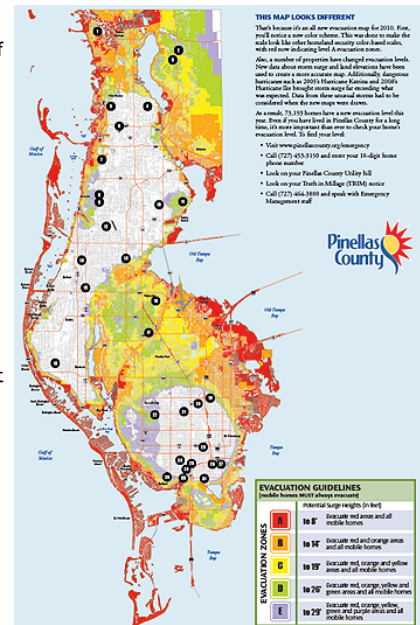 THIS MAP LOOKS DIFFERENT
That's because it's an all new evacuation map for 2010. First,
you'll notice a new color scheme. This was done to make the
scale look like other homeland security color-based scales,
with red now indicating level A evacuation zones.
Also, a number of properties have changed evacuation levels.
New data about storm surge and land elevations have been
used to create a more accurate map. Additionally, dangerous
hurricanes such as 2005's Hurricane Katrina and 2008's
Hurricane Ike brought storm surge far exceeding what
was expected. Data from these unusual storms had to be
considered when the new maps were drawn.
As a result, 73,193 homes have a new evacuation level this
year. Even if you have lived in Pinellas County for a long
time, it's more important than ever to check your home's
evacuation level. To find your level:
• Visit www.pinellascounty.org/emergency
• Call (727) 453-3150 and enter your 10-digit home
phone number
• Look on your Pinellas County Utility bill
• Look on your Truth in Millage (TRIM) notice
• Call (727) 464-3800 and speak with Emergency
Management staff
Pinellas
County
Gulf of
Mexico
Old Tampa
Bay
Old Tampa
Bay
Gulf of
Mexico
Tampa
Bay
Tampa
Bay
EVACUATION GUIDELINES
(mobile homes MUST always evacuate)
Potential Surge Heights (in feet)
EVACUATION ZONES
A to 8' Evacuate red areas and all
mobile homes
B to 14' Evacuate red and orange areas
and all mobile homes
C to 19' Evacuate red, orange and yellow
areas and all mobile homes
D to 26' Evacuate red, orange, yellow and
green areas and all mobile homes
E to 29' Evacuate red, orange, yellow,
green and purple areas and all
mobile homes